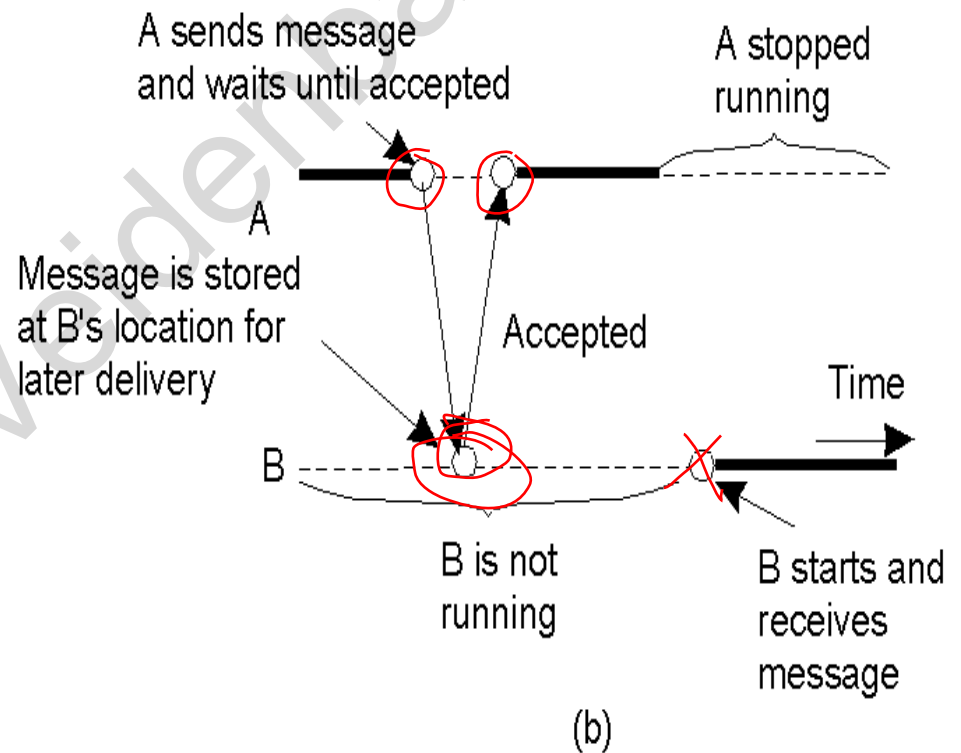 A sends message
and waits until accepted
A stopped
running
A
Message is stored
at B's location for
later delivery
Accepted
Time
B
B is not
running
B starts and
receives
message
(b)